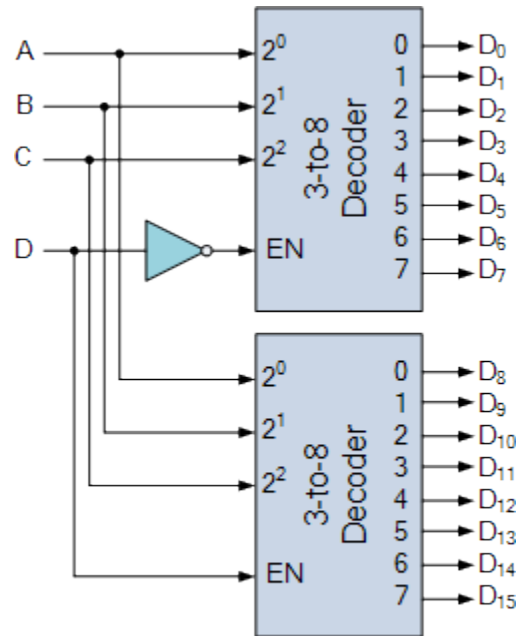 A 2⁰ 0 D₀
1 D₁
B 2¹ 2 D₂
3 D₃
C 2² 4 D₄
5 D₅
D EN 6 D₆
7 D₇
3-to-8
Decoder
2⁰ 0 D₈
1 D₉
2¹ 2 D₁₀
3 D₁₁
2² 4 D₁₂
5 D₁₃
EN 6 D₁₄
7 D₁₅
3-to-8
Decoder